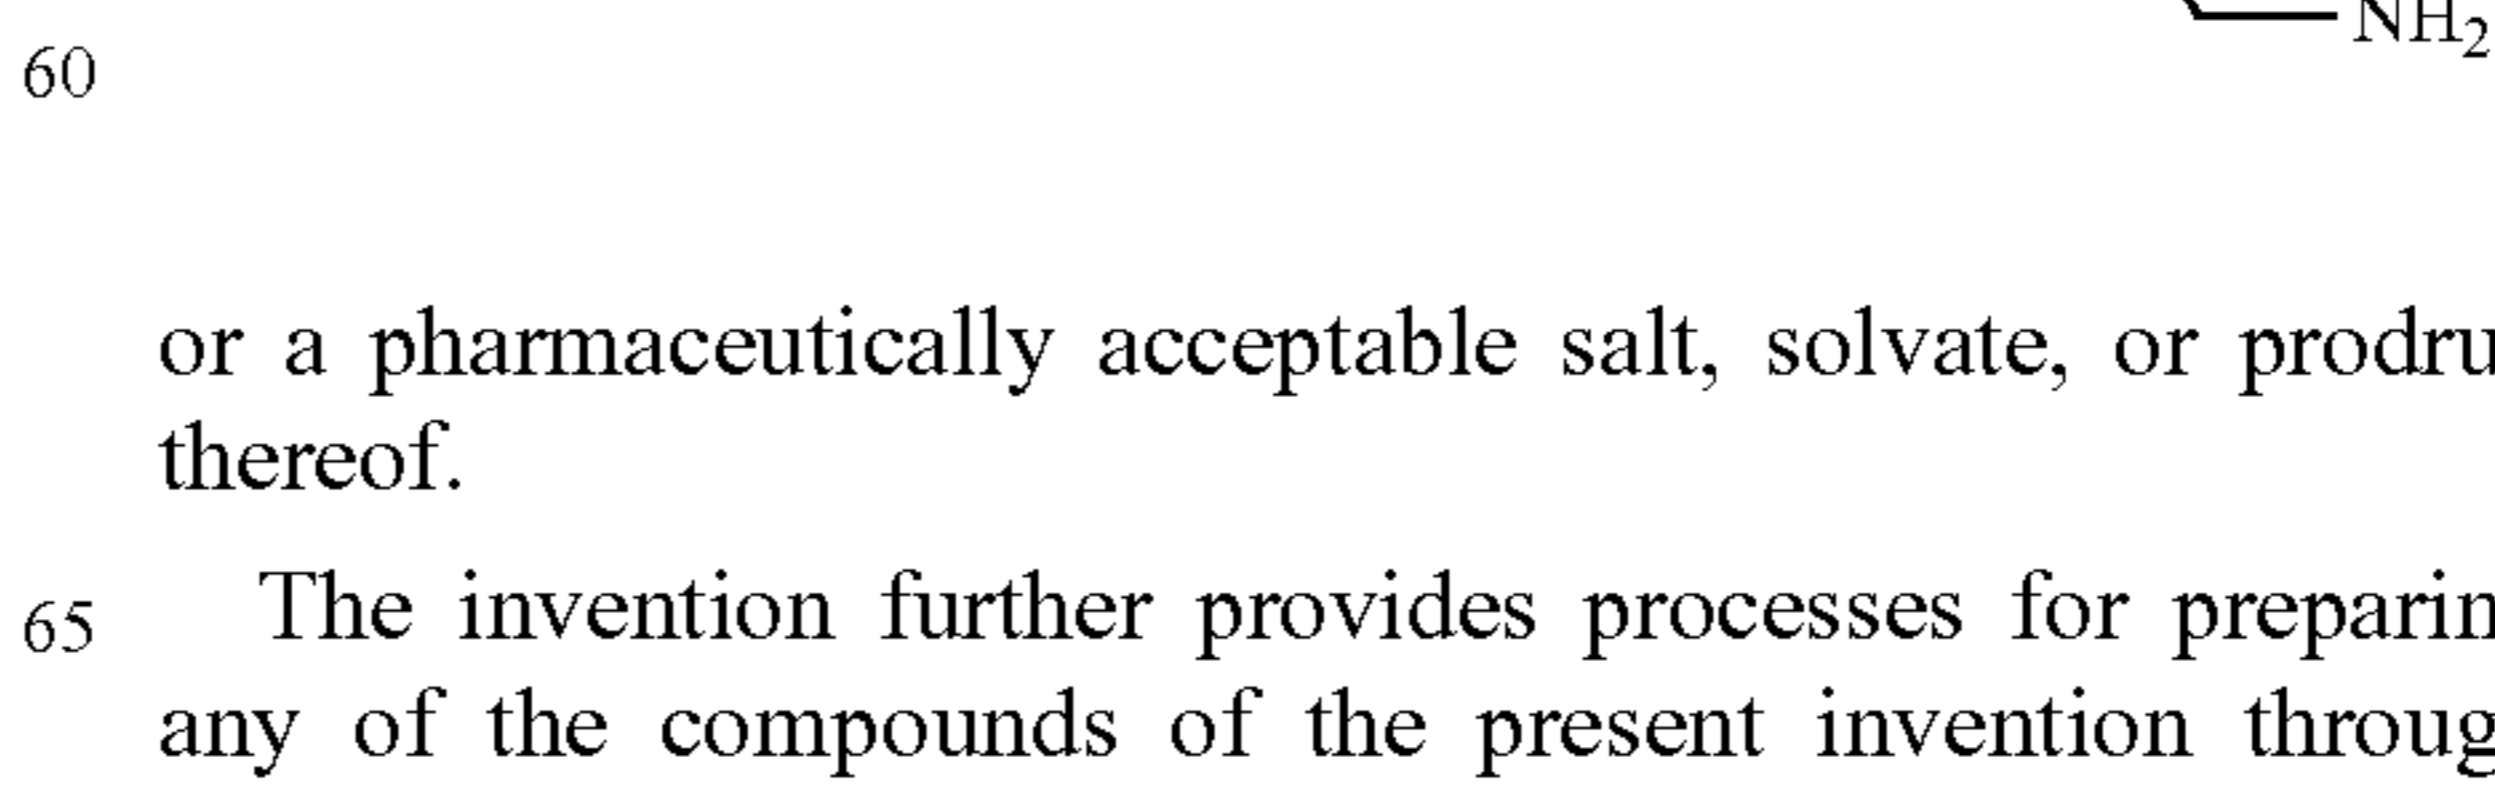 NH2
60
or a pharmaceutically acceptable salt, solvate, or prodru
thereof.
65 The invention further provides processes for preparin
any of the compounds of the present invention throug